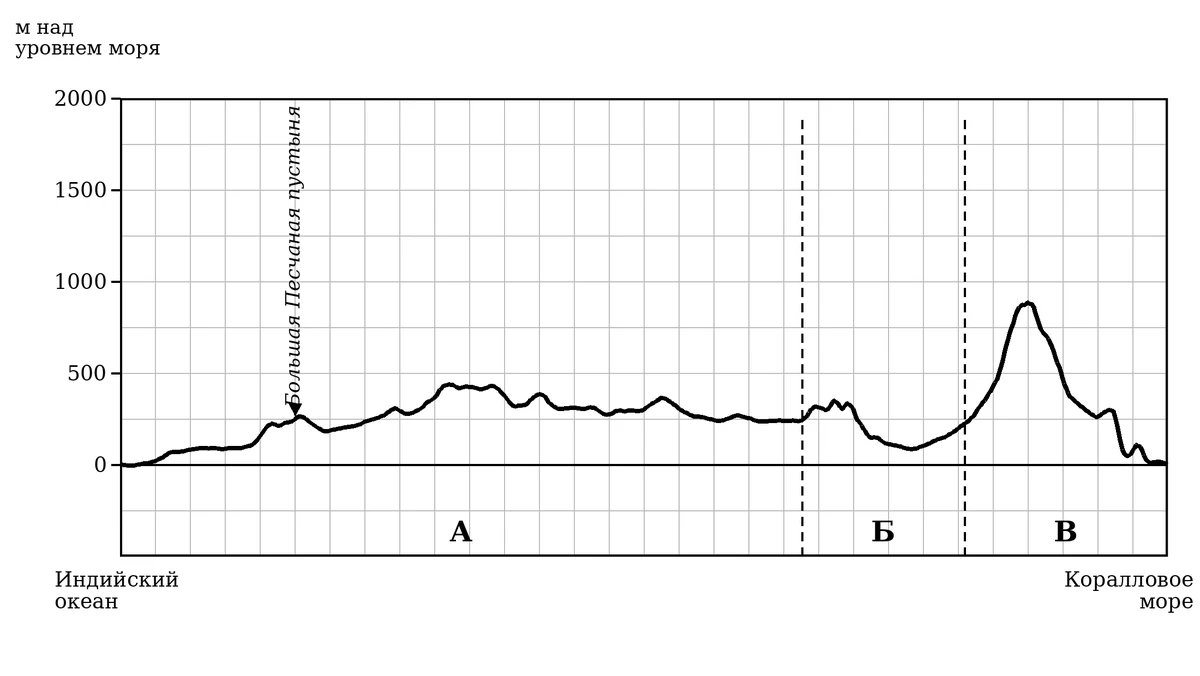 м над
уровнем моря
2000
1500
1000
500
0
Большая Песчаная пустыня
А
Б
В
Индийский
океан
Коралловое
море